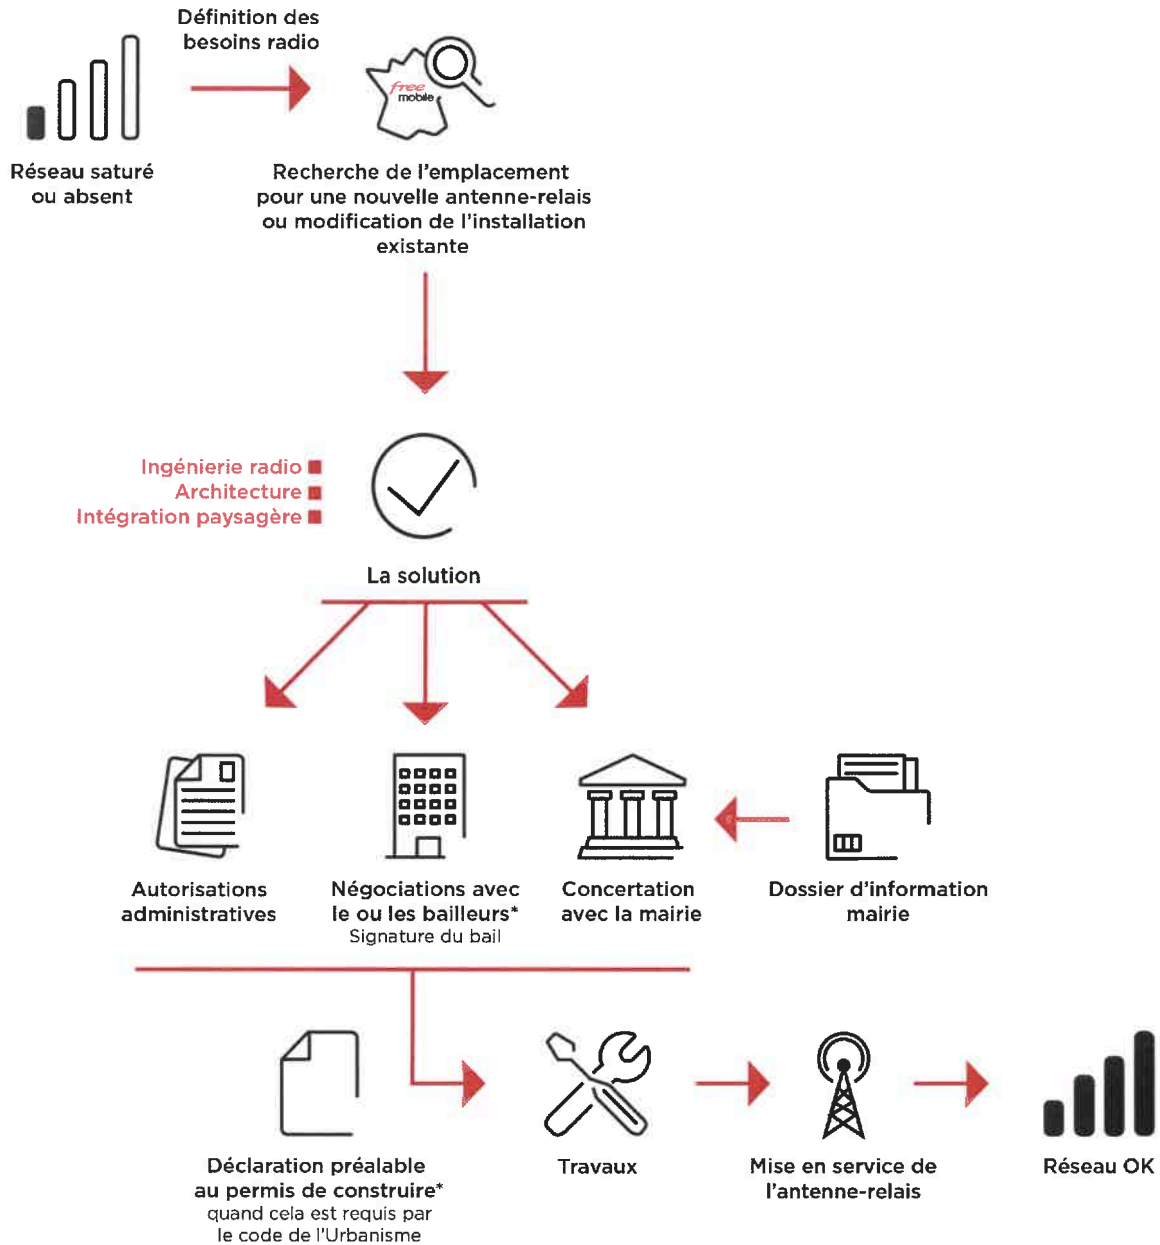 Définition des
besoins radio
free
mobile
Réseau saturé
ou absent
Recherche de l'emplacement
pour une nouvelle antenne-relais
ou modification de l'installation
existante
Ingénierie radio
Architecture
Intégration paysagère
La solution
Autorisations
administratives
Négociations avec
le ou les bailleurs*
Signature du bail
Concertation
avec la mairie
Dossier d'information
mairie
Déclaration préalable
au permis de construire*
quand cela est requis par
le code de l'Urbanisme
Travaux
Mise en service de
l'antenne-relais
Réseau OK